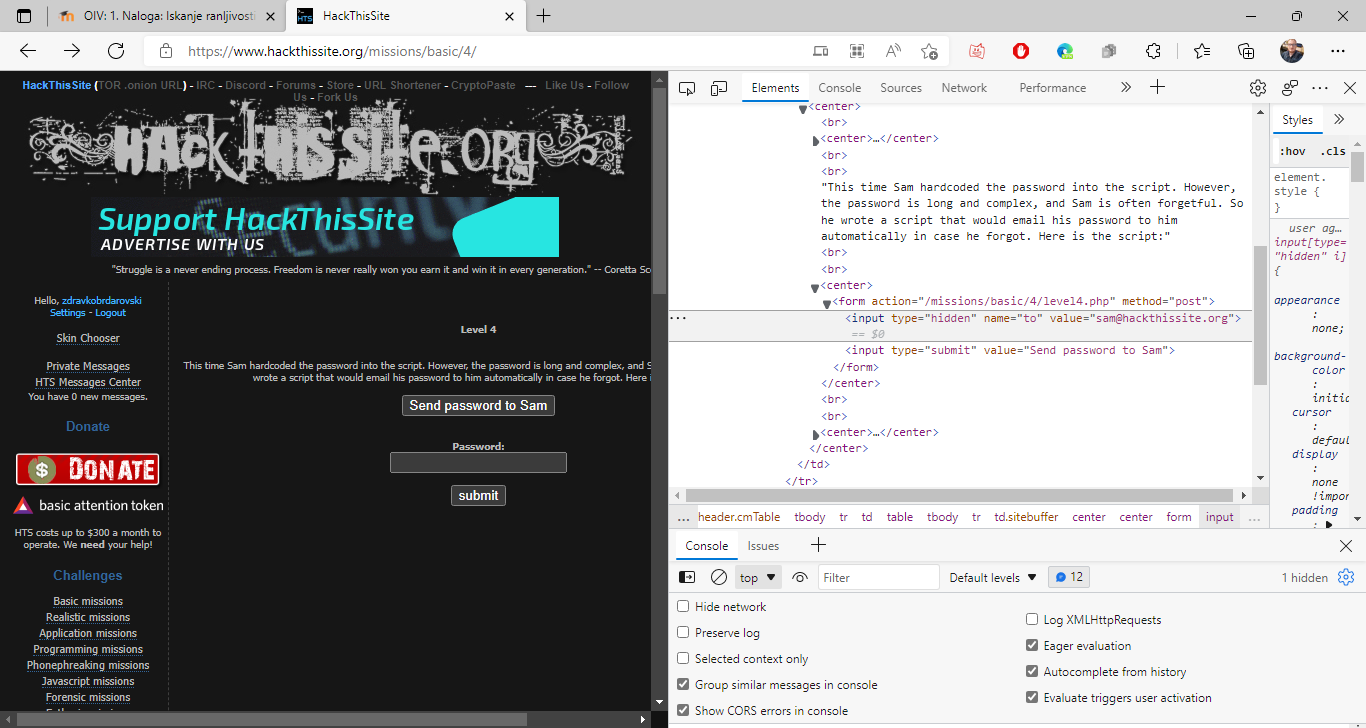 OIV: 1. Naloga: Iskanje ranljivosti
HackThisSite
https://www.hackthissite.org/missions/basic/4/
HackThisSite (TOR .onion URL) - IRC - Discord - Forums - Store - URL Shortener - CryptoPaste --- Like Us - Follow
Us - Fork Us
HACKTHISSITE.ORG
Support HackThisSite
ADVERTISE WITH US
"Struggle is a never ending process. Freedom is never really won you earn it and win it in every generation." -- Coretta Sc
Hello, zdravkobrdarovski
Settings - Logout
Skin Chooser
Private Messages
HTS Messages Center
You have 0 new messages.
Donate
$ DONATE
basic attention token
HTS costs up to $300 a month to
operate. We need your help!
Challenges
Basic missions
Realistic missions
Application missions
Programming missions
Phonephreaking missions
Javascript missions
Forensic missions
Level 4
This time Sam hardcoded the password into the script. However, the password is long and complex, and S
wrote a script that would email his password to him automatically in case he forgot. Here i
Send password to Sam
Password:
submit
Elements Console Sources Network Performance
<center>
<br>
<center>…</center>
<br>
<br>
"This time Sam hardcoded the password into the script. However,
the password is long and complex, and Sam is often forgetful. So
he wrote a script that would email his password to him
automatically in case he forgot. Here is the script:"
<br>
<br>
<center>
<form action="/missions/basic/4/level4.php" method="post">
<input type="hidden" name="to" value="sam@hackthissite.org">
== $0
<input type="submit" value="Send password to Sam">
</form>
</center>
<br>
<br>
<center>…</center>
</center>
</td>
</tr>
... header.cmTable tbody tr td table tbody tr td.sitebuffer center center form input ...
Styles
:hov .cls
element.
style {
}
user ag…
input[type=
"hidden" i]
{
appearance
:
none;
background-
color
:
initia
cursor
:
defaul
display
:
none
!impor
padding
:
Console Issues
top Filter Default levels 12 1 hidden
Hide network
Preserve log
Selected context only
Group similar messages in console
Show CORS errors in console
Log XMLHttpRequests
Eager evaluation
Autocomplete from history
Evaluate triggers user activation